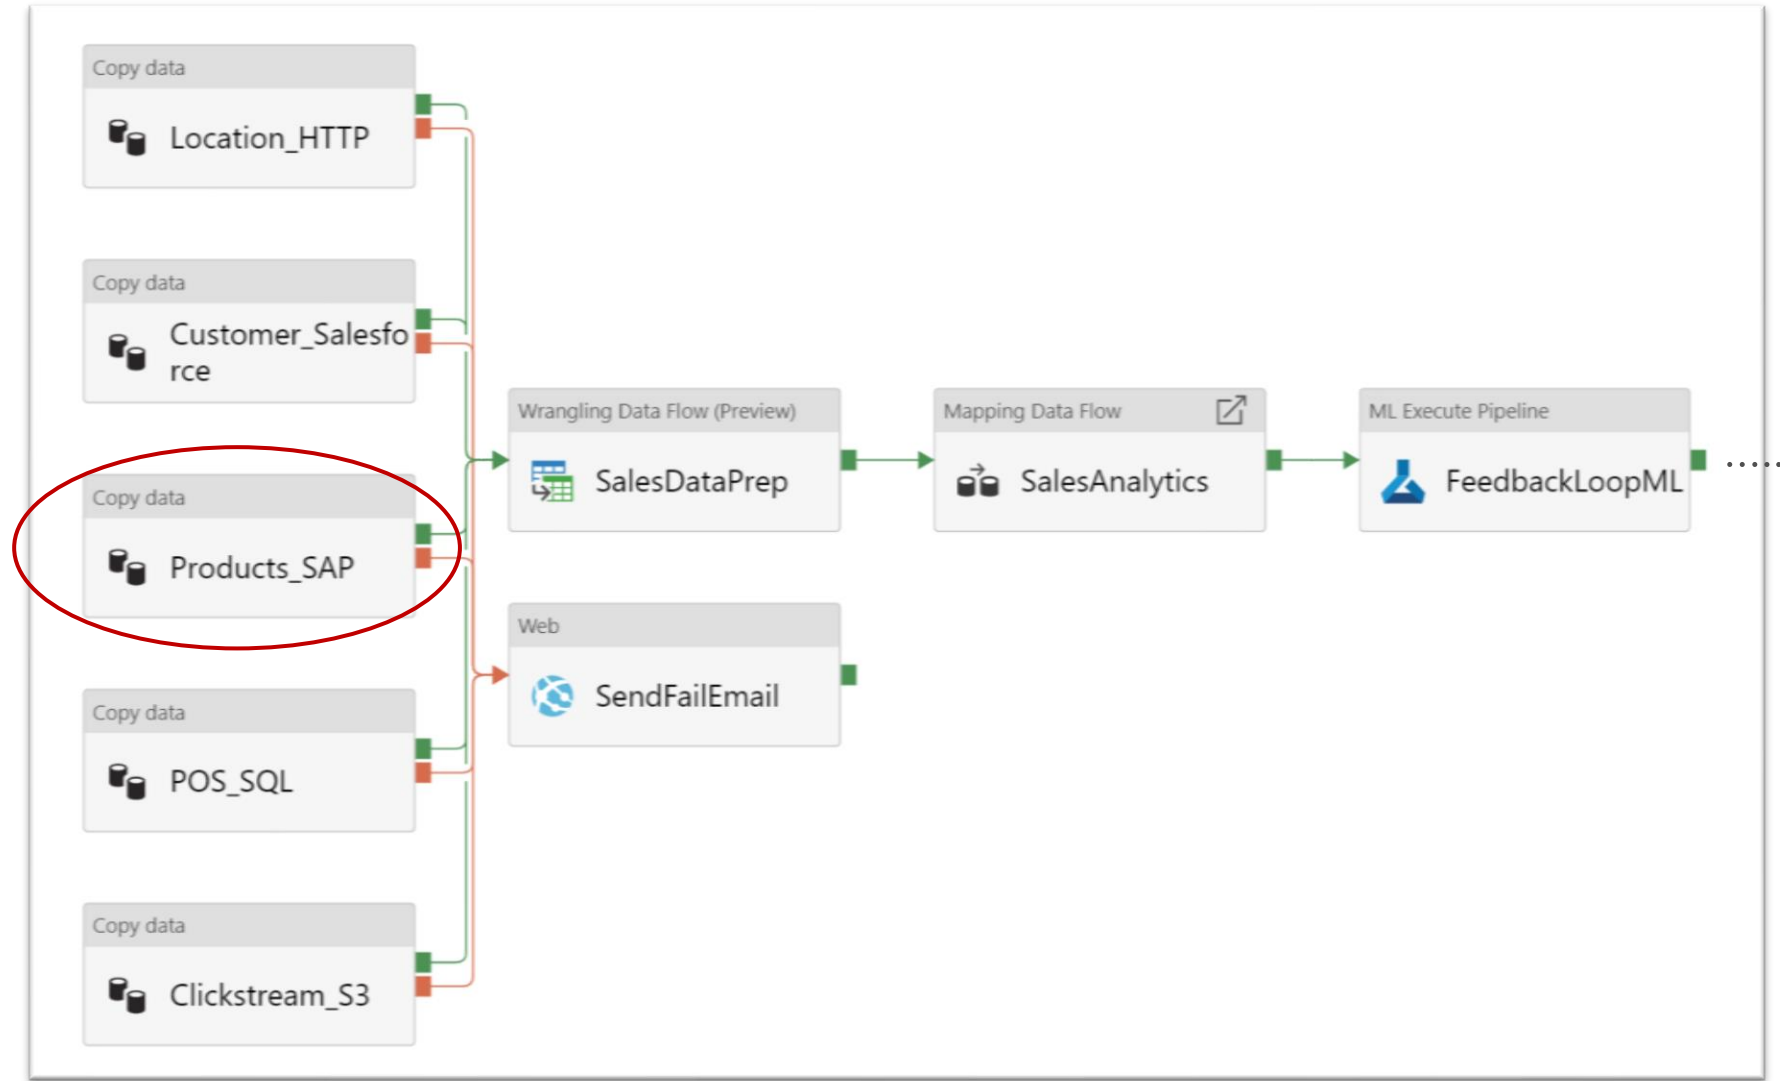 Copy data
Location_HTTP
Copy data
Customer_Salesfo
rce
Copy data
Products_SAP
Copy data
POS_SQL
Copy data
Clickstream_S3
Wrangling Data Flow (Preview)
SalesDataPrep
Web
SendFailEmail
Mapping Data Flow
SalesAnalytics
ML Execute Pipeline
FeedbackLoopML